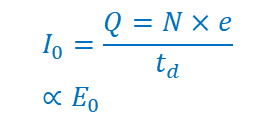 I₀ = (Q = N × e) / t_d
∝ E₀